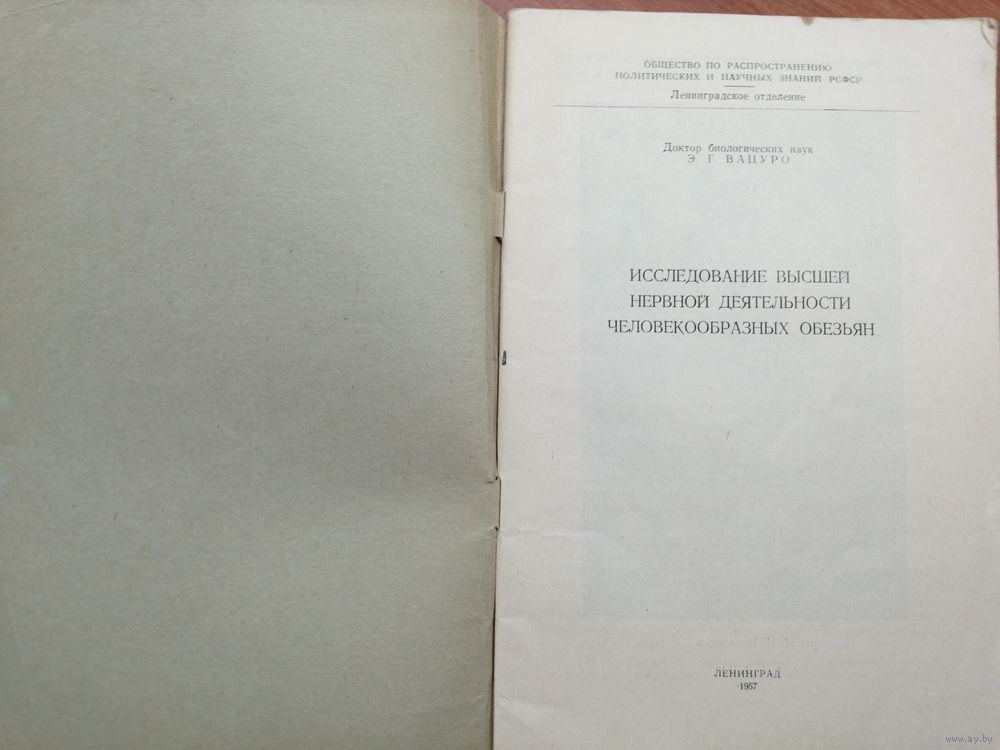 ОБЩЕСТВО ПО РАСПРОСТРАНЕНИЮ
ПОЛИТИЧЕСКИХ И НАУЧНЫХ ЗНАНИЙ РСФСР
Ленинградское отделение
Доктор биологических наук
Э. Г. ВАЦУРО
ИССЛЕДОВАНИЕ ВЫСШЕЙ
НЕРВНОЙ ДЕЯТЕЛЬНОСТИ
ЧЕЛОВЕКООБРАЗНЫХ ОБЕЗЬЯН
ЛЕНИНГРАД
1957
www.ay.by